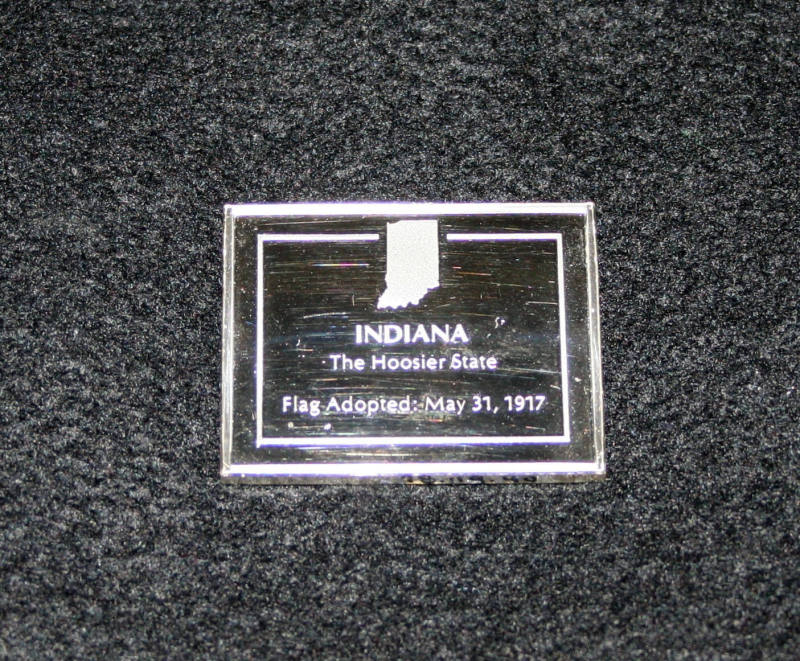 INDIANA
The Hoosier State
Flag Adopted: May 31, 1917